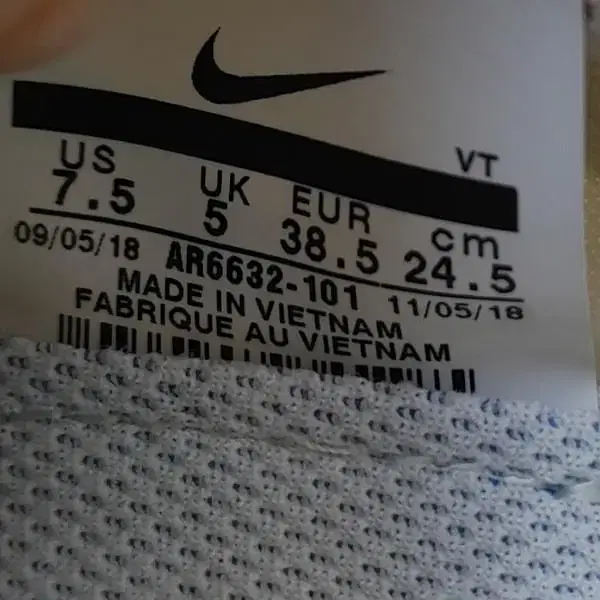 VT
US UK EUR cm
7.5 5 38.5 24.5
09/05/18 AR6632-101 11/05/18
MADE IN VIETNAM
FABRIQUE AU VIETNAM